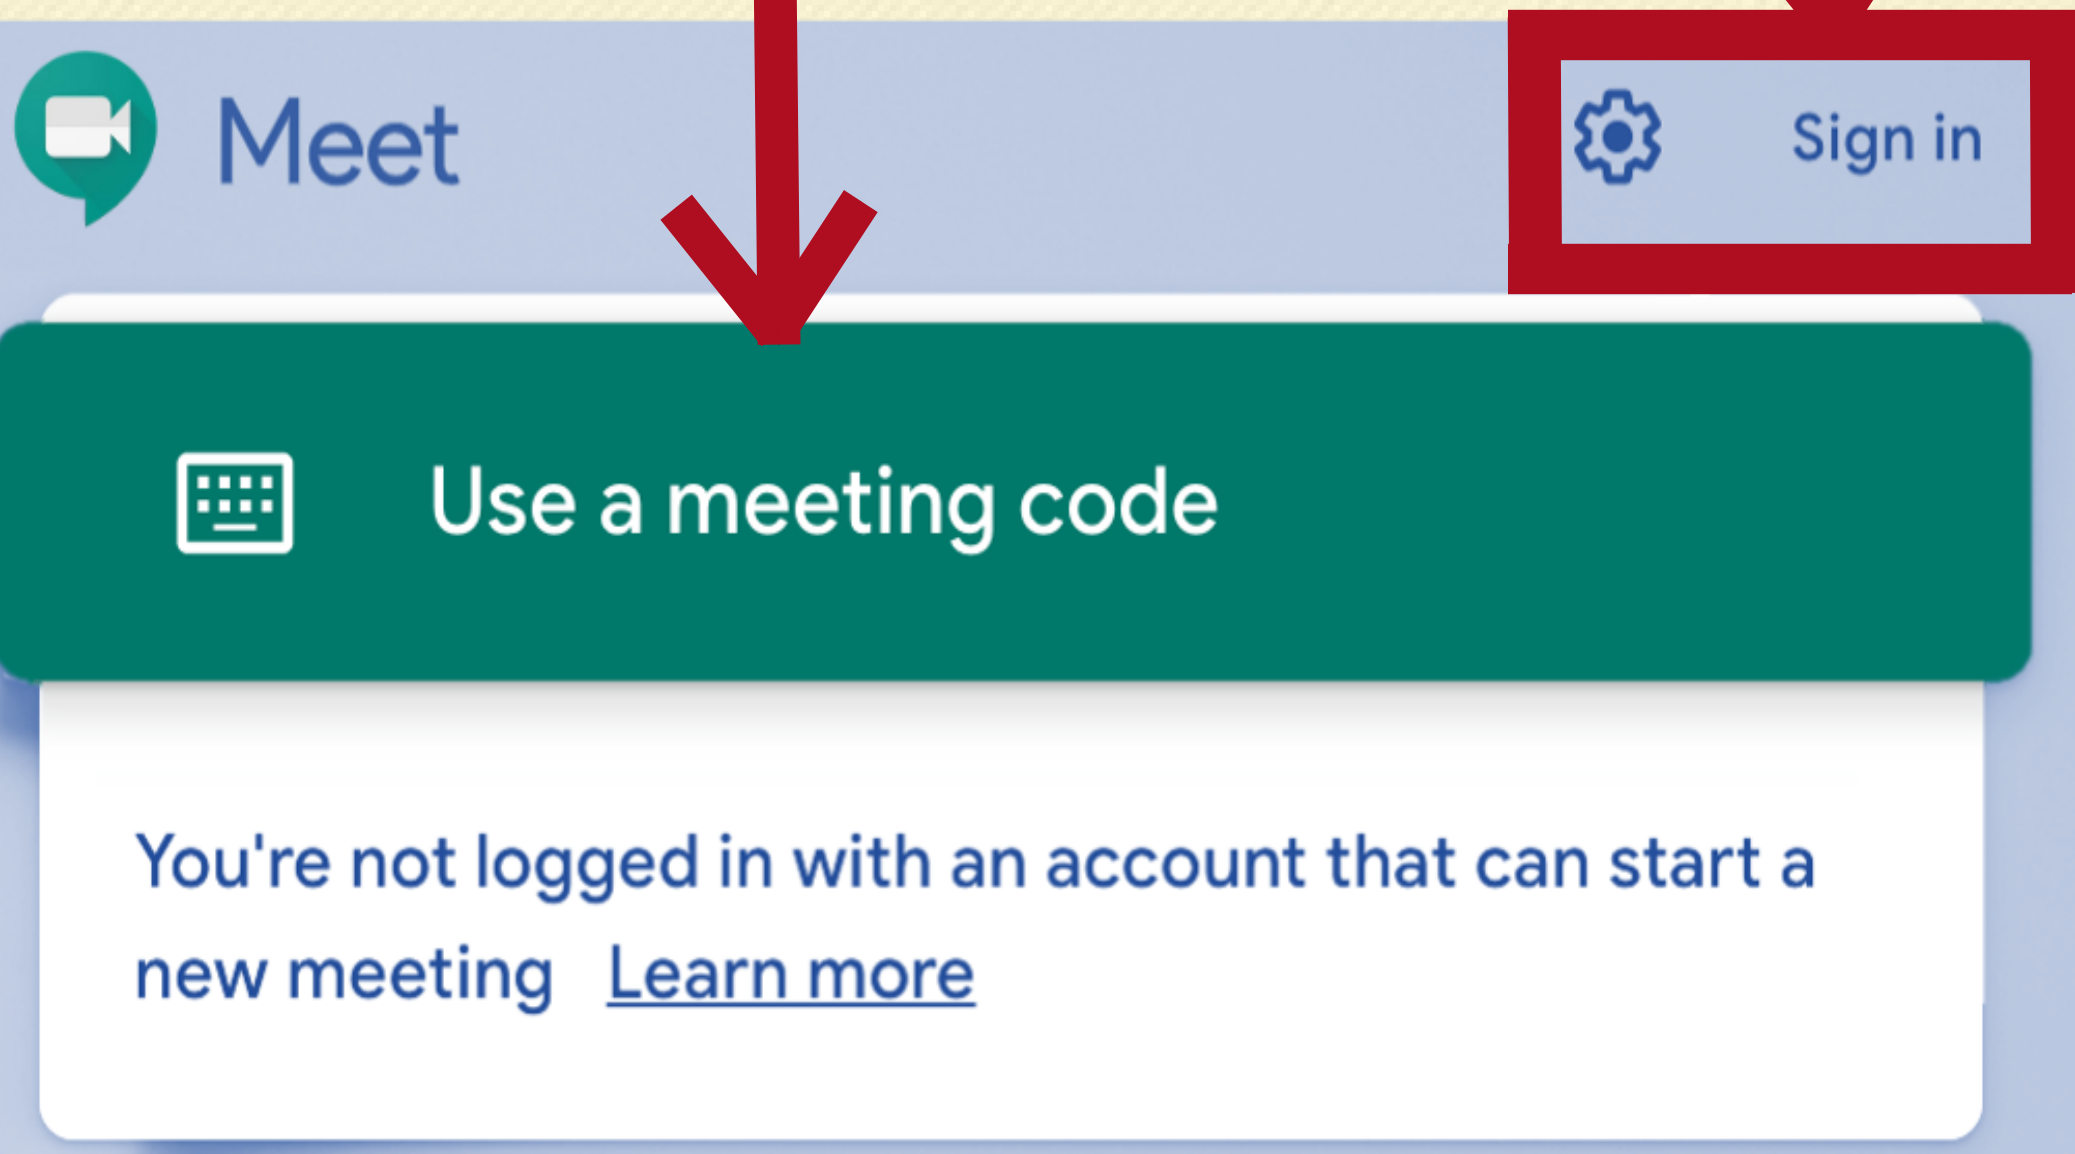 Meet
Sign in
Use a meeting code
You're not logged in with an account that can start a
new meeting Learn more